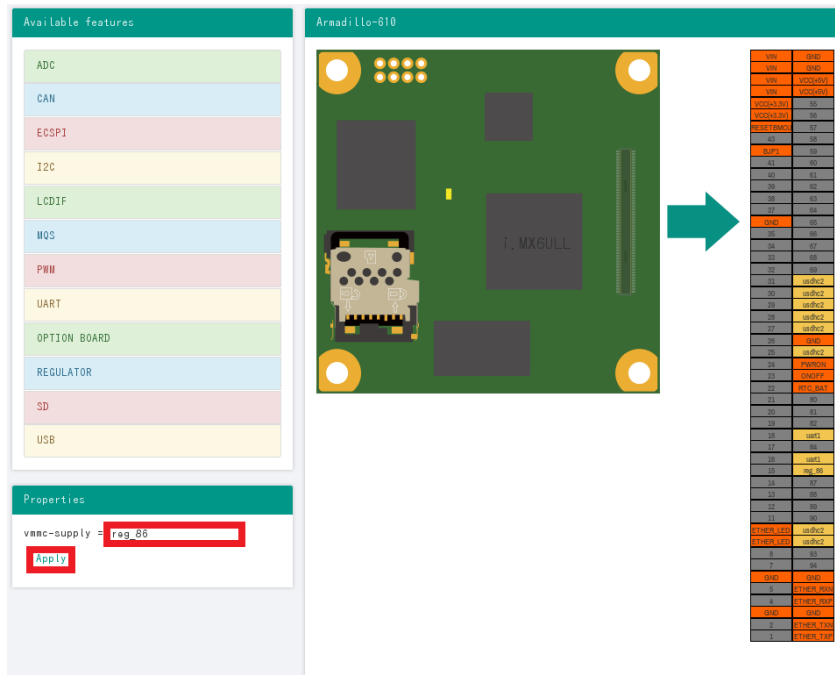 Available features
ADC
CAN
ECSPI
I2C
LCDIF
MQS
PWM
UART
OPTION BOARD
REGULATOR
SD
USB
Properties
vmmc-supply = reg_86
Apply
Armadillo-610
i.MX6ULL
VIN GND
VIN GND
VIN VCC(+5V)
VIN VCC(+5V)
VCC(+3.3V) 55
VCC(+3.3V) 56
RESETBMCU 57
43 58
BJP1 59
41 60
40 61
39 62
38 63
37 64
GND 65
35 66
34 67
33 68
32 69
31 usdhc2
30 usdhc2
29 usdhc2
28 usdhc2
27 usdhc2
26 GND
25 usdhc2
24 PWRON
23 ONOFF
22 RTC_BAT
21 80
20 81
19 82
18 uart1
17 84
16 uart1
15 reg_86
14 87
13 88
12 89
11 90
ETHER_LED usdhc2
ETHER_LED usdhc2
8 93
7 94
GND GND
5 ETHER_RXN
4 ETHER_RXP
GND GND
2 ETHER_TXN
1 ETHER_TXP